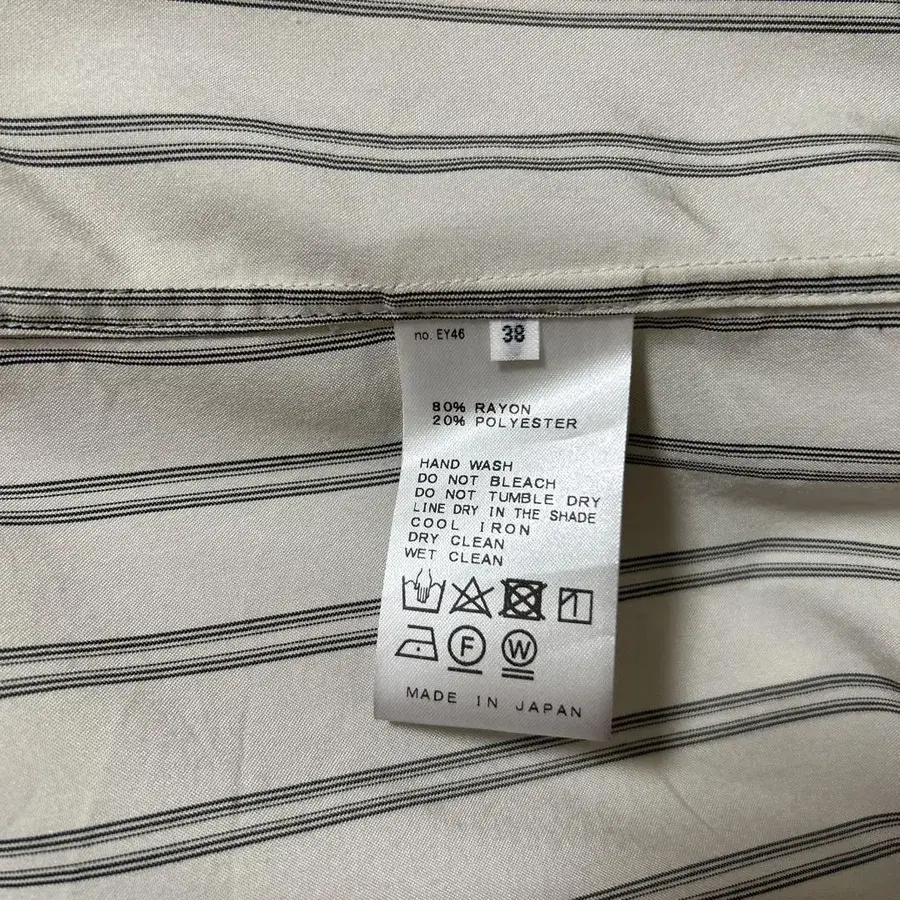 no. EY46 38
80% RAYON
20% POLYESTER
HAND WASH
DO NOT BLEACH
DO NOT TUMBLE DRY
LINE DRY IN THE SHADE
COOL IRON
DRY CLEAN
WET CLEAN
F W
MADE IN JAPAN